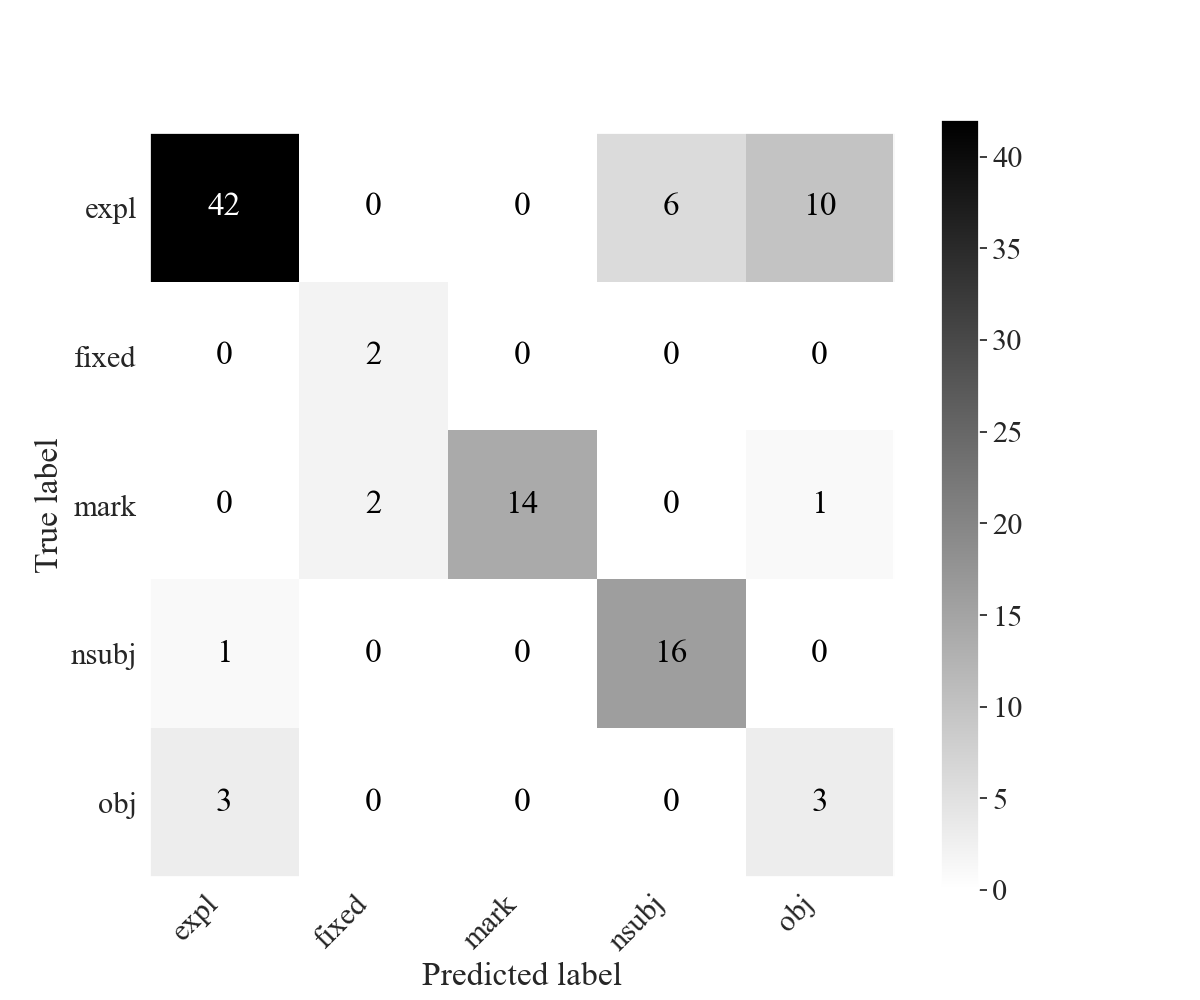 expl 42 0 0 6 10
fixed 0 2 0 0 0
mark 0 2 14 0 1
nsubj 1 0 0 16 0
obj 3 0 0 0 3
expl fixed mark nsubj obj
Predicted label
True label
40
35
30
25
20
15
10
5
0